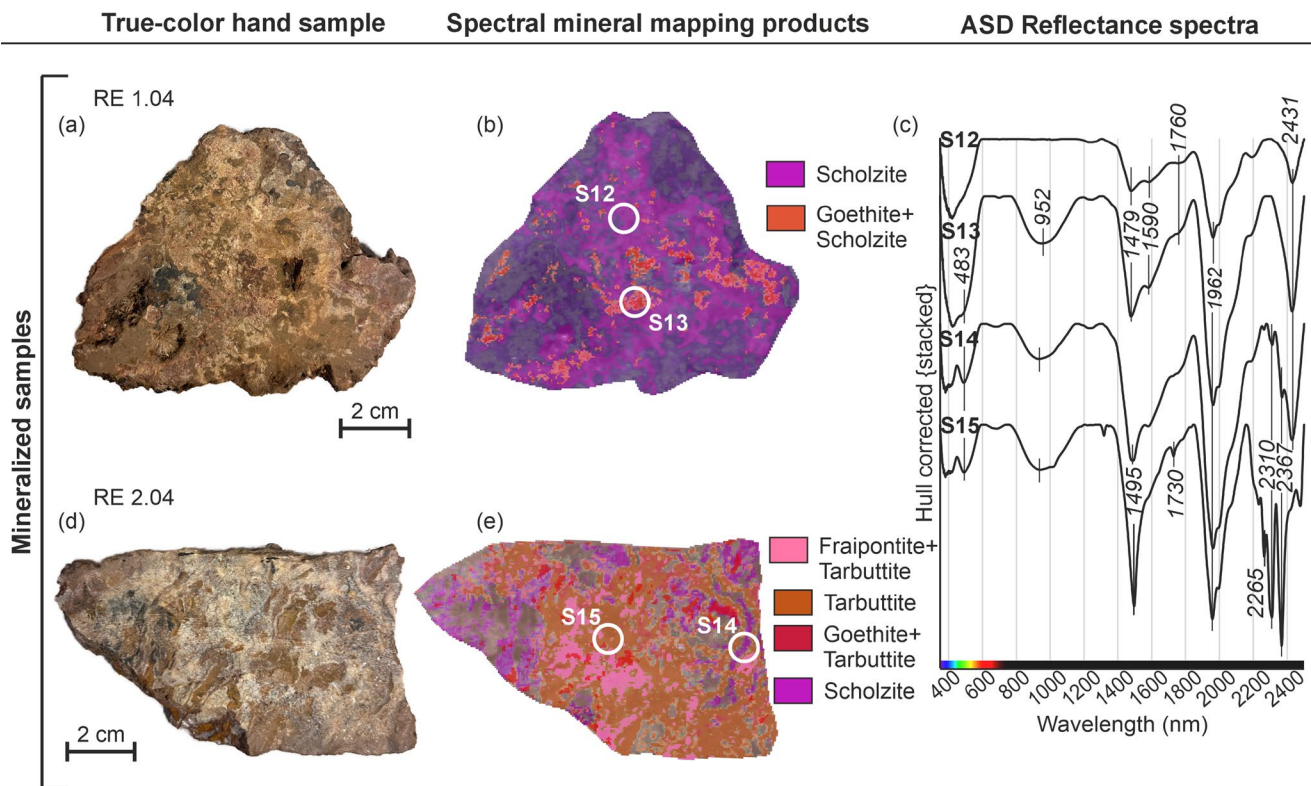 True-color hand sample
Spectral mineral mapping products
ASD Reflectance spectra
Mineralized samples
RE 1.04
(a)
2 cm
(b)
S12
S13
Scholzite
Goethite+
Scholzite
(c)
S12
S13
S14
S15
483
952
1479
1590
1760
1962
2431
1495
1730
2265
2310
2367
Hull corrected {stacked}
400
600
800
1000
1200
1400
1600
1800
2000
2200
2400
Wavelength (nm)
RE 2.04
(d)
2 cm
(e)
S15
S14
Fraipontite+
Tarbuttite
Tarbuttite
Goethite+
Tarbuttite
Scholzite